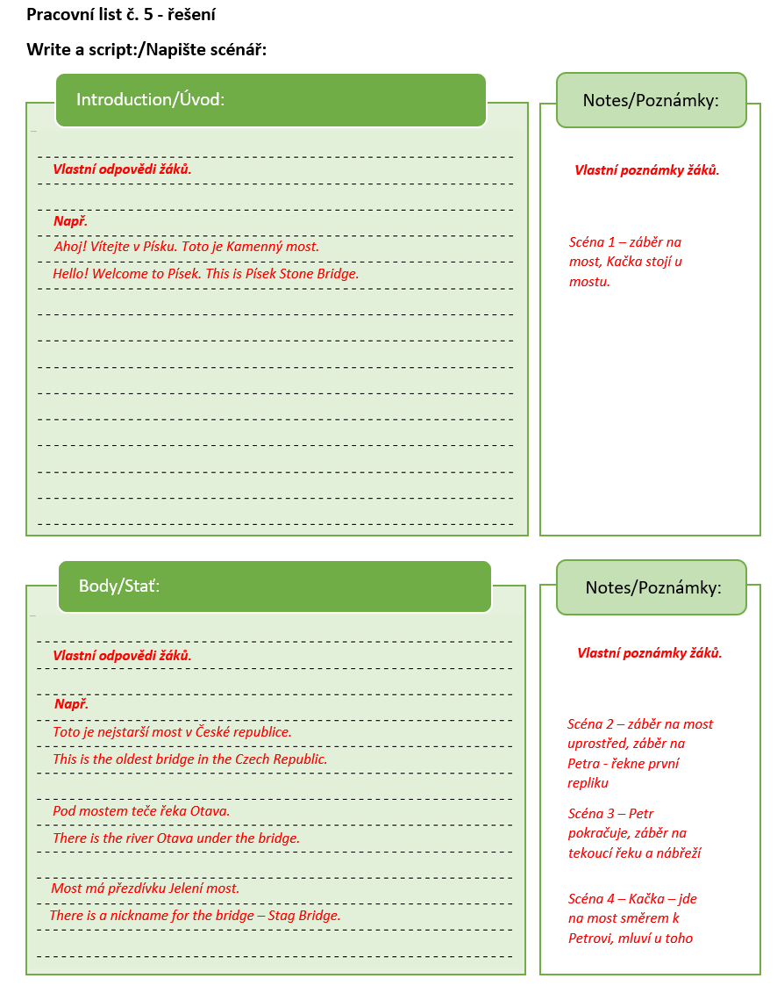 Pracovní list č. 5 - řešení
Write a script:/Napište scénář:
Introduction/Úvod:
Vlastní odpovědi žáků.
Např.
Ahoj! Vítejte v Písku. Toto je Kamenný most.
Hello! Welcome to Písek. This is Písek Stone Bridge.
Notes/Poznámky:
Vlastní poznámky žáků.
Scéna 1 – záběr na
most, Kačka stojí u
mostu.
Body/Stať:
Vlastní odpovědi žáků.
Např.
Toto je nejstarší most v České republice.
This is the oldest bridge in the Czech Republic.
Pod mostem teče řeka Otava.
There is the river Otava under the bridge.
Most má přezdívku Jelení most.
There is a nickname for the bridge – Stag Bridge.
Notes/Poznámky:
Vlastní poznámky žáků.
Scéna 2 – záběr na most
uprostřed, záběr na
Petra - řekne první
repliku
Scéna 3 – Petr
pokračuje, záběr na
tekoucí řeku a nábřeží
Scéna 4 – Kačka – jde
na most směrem k
Petrovi, mluví u toho